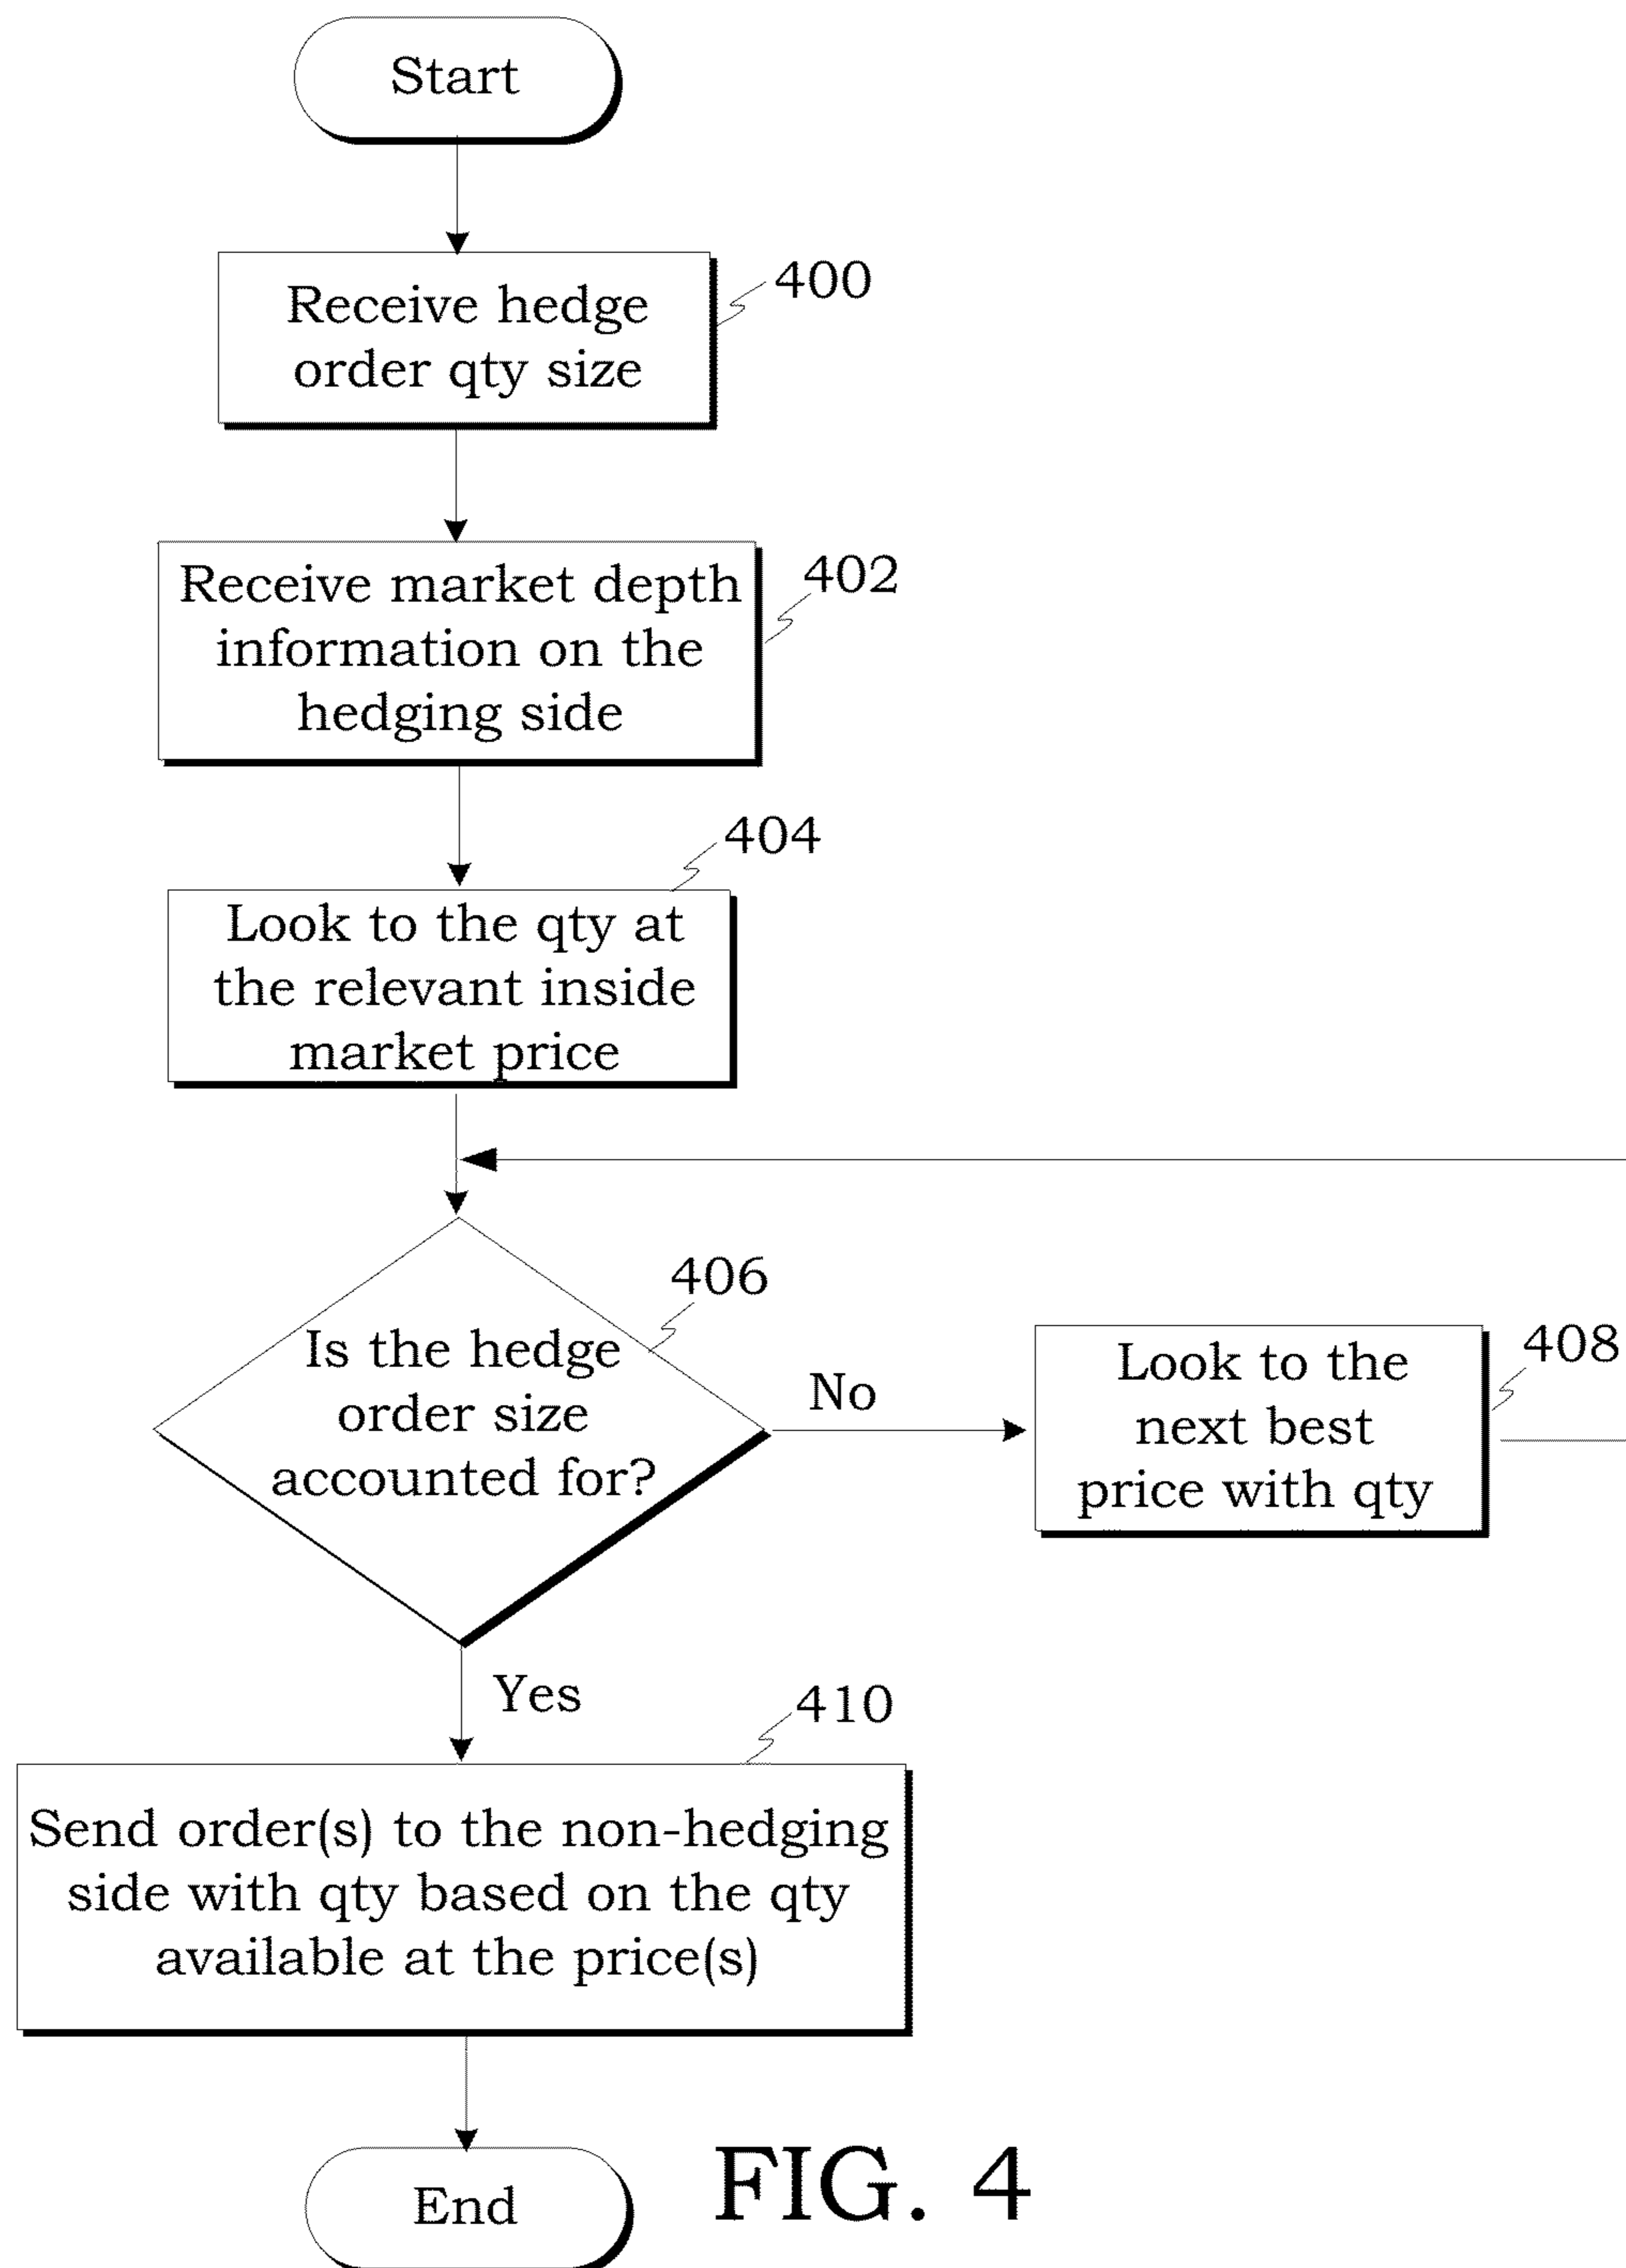 Start
Receive hedge
order qty size
400
Receive market depth
information on the
hedging side
402
404
Look to the qty at
the relevant inside
market price
406
Is the hedge
order size
accounted for?
No
Look to the
next best
price with qty
408
Yes
410
Send order(s) to the non-hedging
side with qty based on the qty
available at the price(s)
End
FIG. 4